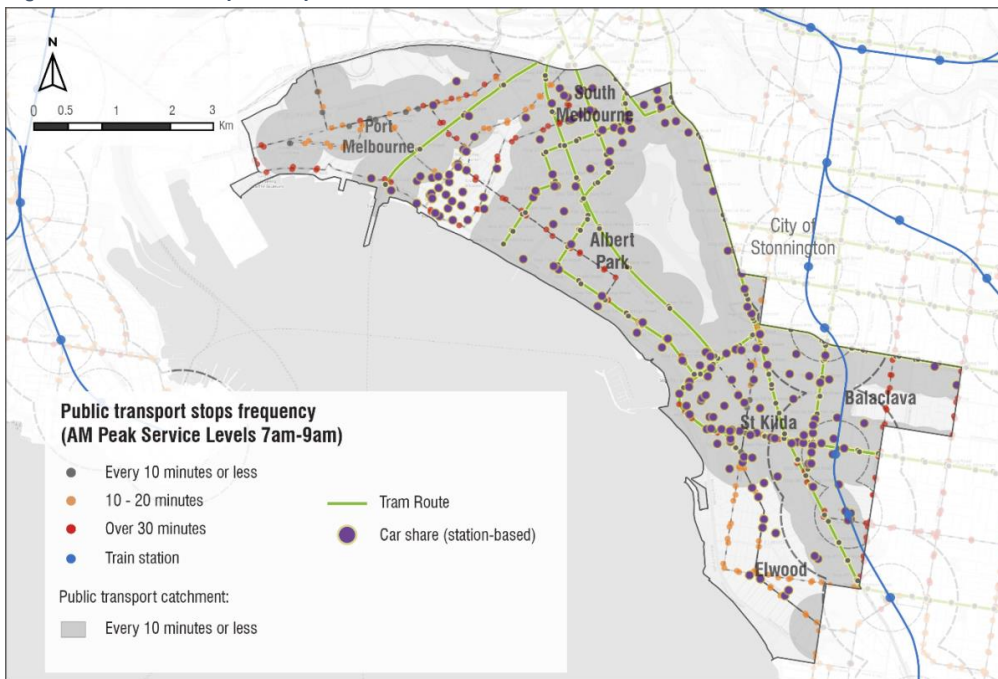 N
0 0.5 1 2 3
Km
Port
Melbourne
South
Melbourne
Albert
Park
City of
Stonnington
Balaclava
St Kilda
Elwood
Public transport stops frequency
(AM Peak Service Levels 7am-9am)
Every 10 minutes or less
10 - 20 minutes
Over 30 minutes
Train station
Tram Route
Car share (station-based)
Public transport catchment:
Every 10 minutes or less